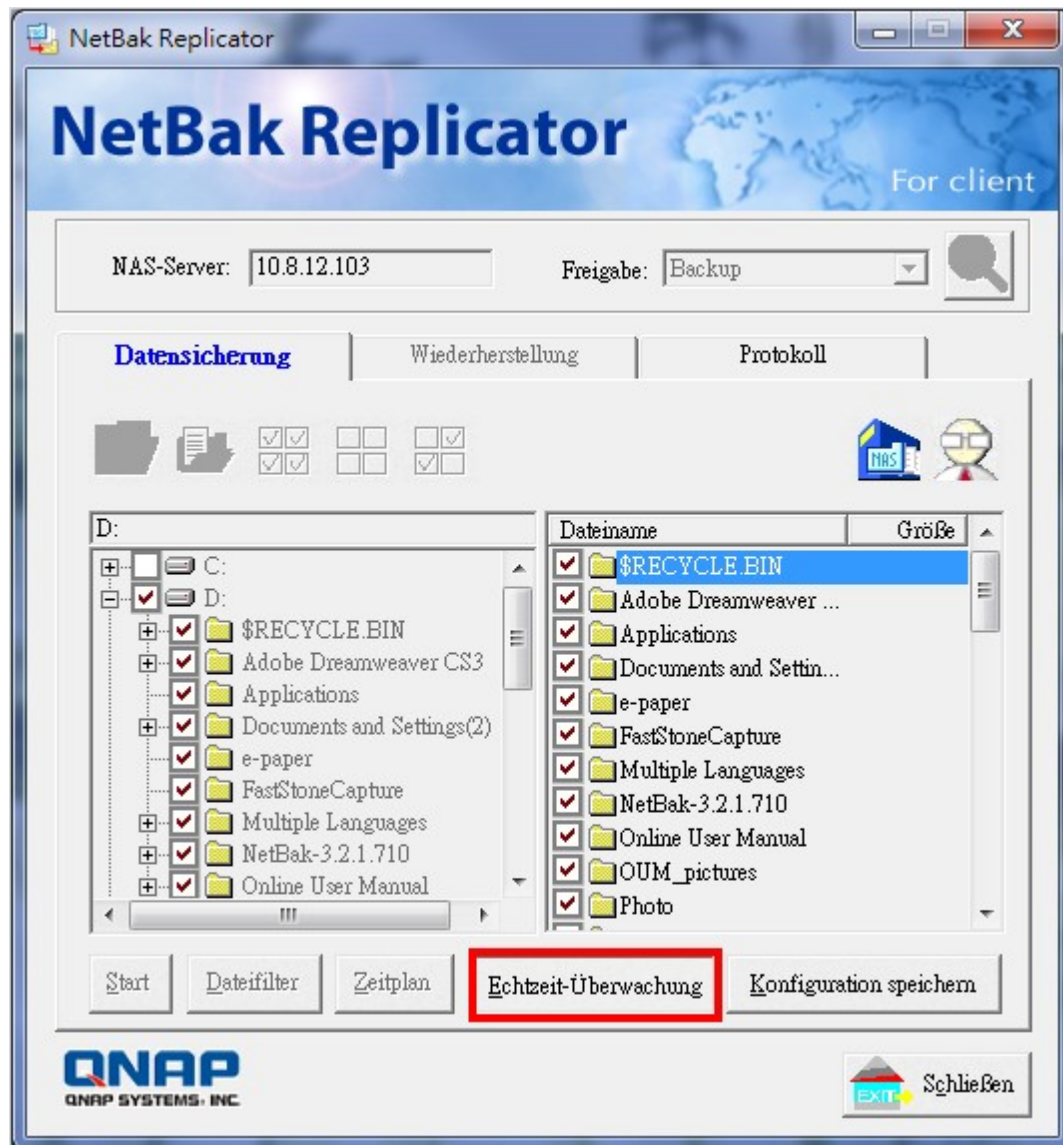 NetBak Replicator
NetBak Replicator
For client
NAS-Server: 10.8.12.103 Freigabe: Backup
Datensicherung Wiederherstellung Protokoll
NAS
D:
C:
D:
$RECYCLE.BIN
Adobe Dreamweaver CS3
Applications
Documents and Settings(2)
e-paper
FastStoneCapture
Multiple Languages
NetBak-3.2.1.710
Online User Manual
Dateiname Größe
$RECYCLE.BIN
Adobe Dreamweaver ...
Applications
Documents and Settin...
e-paper
FastStoneCapture
Multiple Languages
NetBak-3.2.1.710
Online User Manual
OUM_pictures
Photo
Start Dateifilter Zeitplan Echtzeit-Überwachung Konfiguration speichern
QNAP
QNAP SYSTEMS, INC.
EXIT Schließen